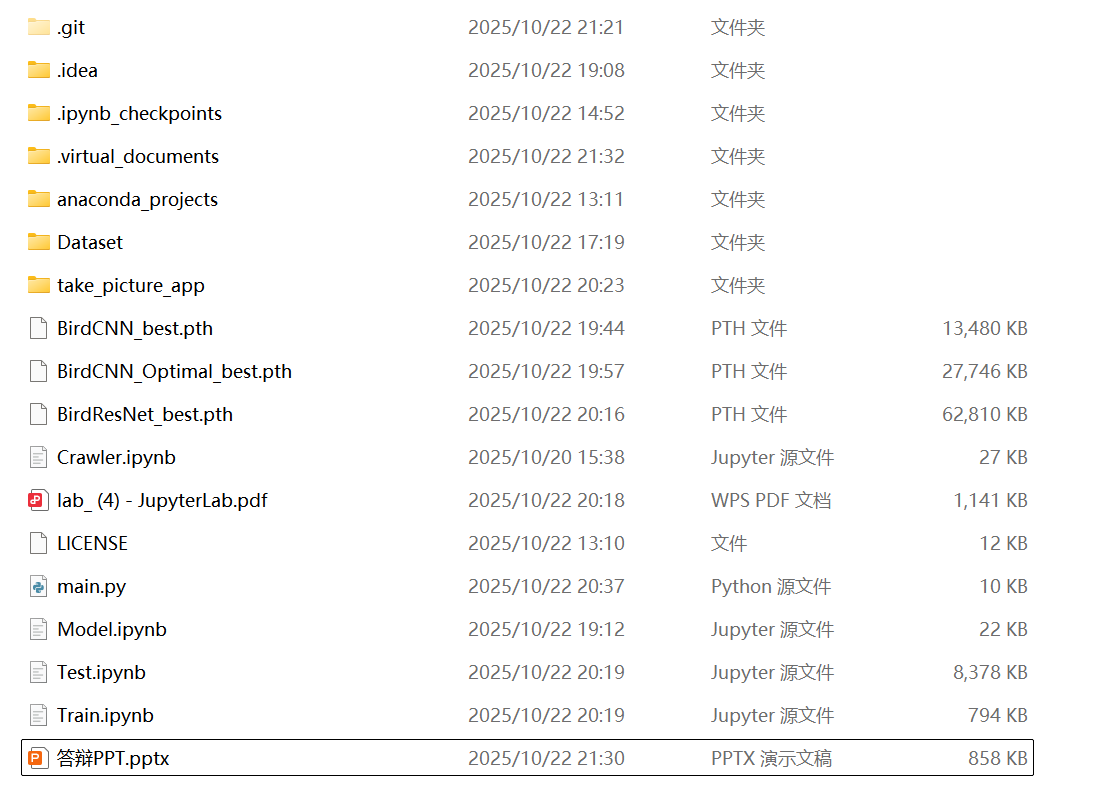 .git 2025/10/22 21:21 文件夹
.idea 2025/10/22 19:08 文件夹
.ipynb_checkpoints 2025/10/22 14:52 文件夹
.virtual_documents 2025/10/22 21:32 文件夹
anaconda_projects 2025/10/22 13:11 文件夹
Dataset 2025/10/22 17:19 文件夹
take_picture_app 2025/10/22 20:23 文件夹
BirdCNN_best.pth 2025/10/22 19:44 PTH 文件 13,480 KB
BirdCNN_Optimal_best.pth 2025/10/22 19:57 PTH 文件 27,746 KB
BirdResNet_best.pth 2025/10/22 20:16 PTH 文件 62,810 KB
Crawler.ipynb 2025/10/20 15:38 Jupyter 源文件 27 KB
lab_ (4) - JupyterLab.pdf 2025/10/22 20:18 WPS PDF 文档 1,141 KB
LICENSE 2025/10/22 13:10 文件 12 KB
main.py 2025/10/22 20:37 Python 源文件 10 KB
Model.ipynb 2025/10/22 19:12 Jupyter 源文件 22 KB
Test.ipynb 2025/10/22 20:19 Jupyter 源文件 8,378 KB
Train.ipynb 2025/10/22 20:19 Jupyter 源文件 794 KB
答辩PPT.pptx 2025/10/22 21:30 PPTX 演示文稿 858 KB